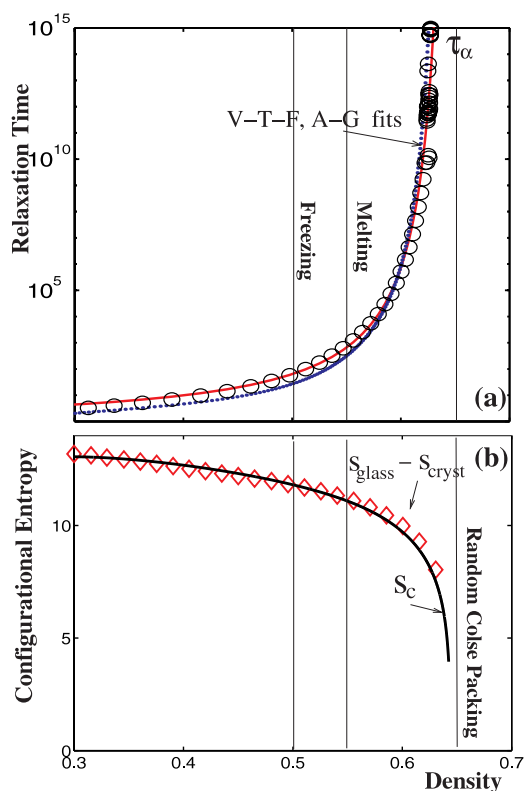 10^15
τ_α
V–T–F, A–G fits
10^10
Relaxation Time
Freezing
Melting
10^5
(a)
(b)
S_glass – S_cryst
10
Configurational Entropy
S_c
Random Colse Packing
5
0
0.3 0.4 0.5 0.6 0.7
Density